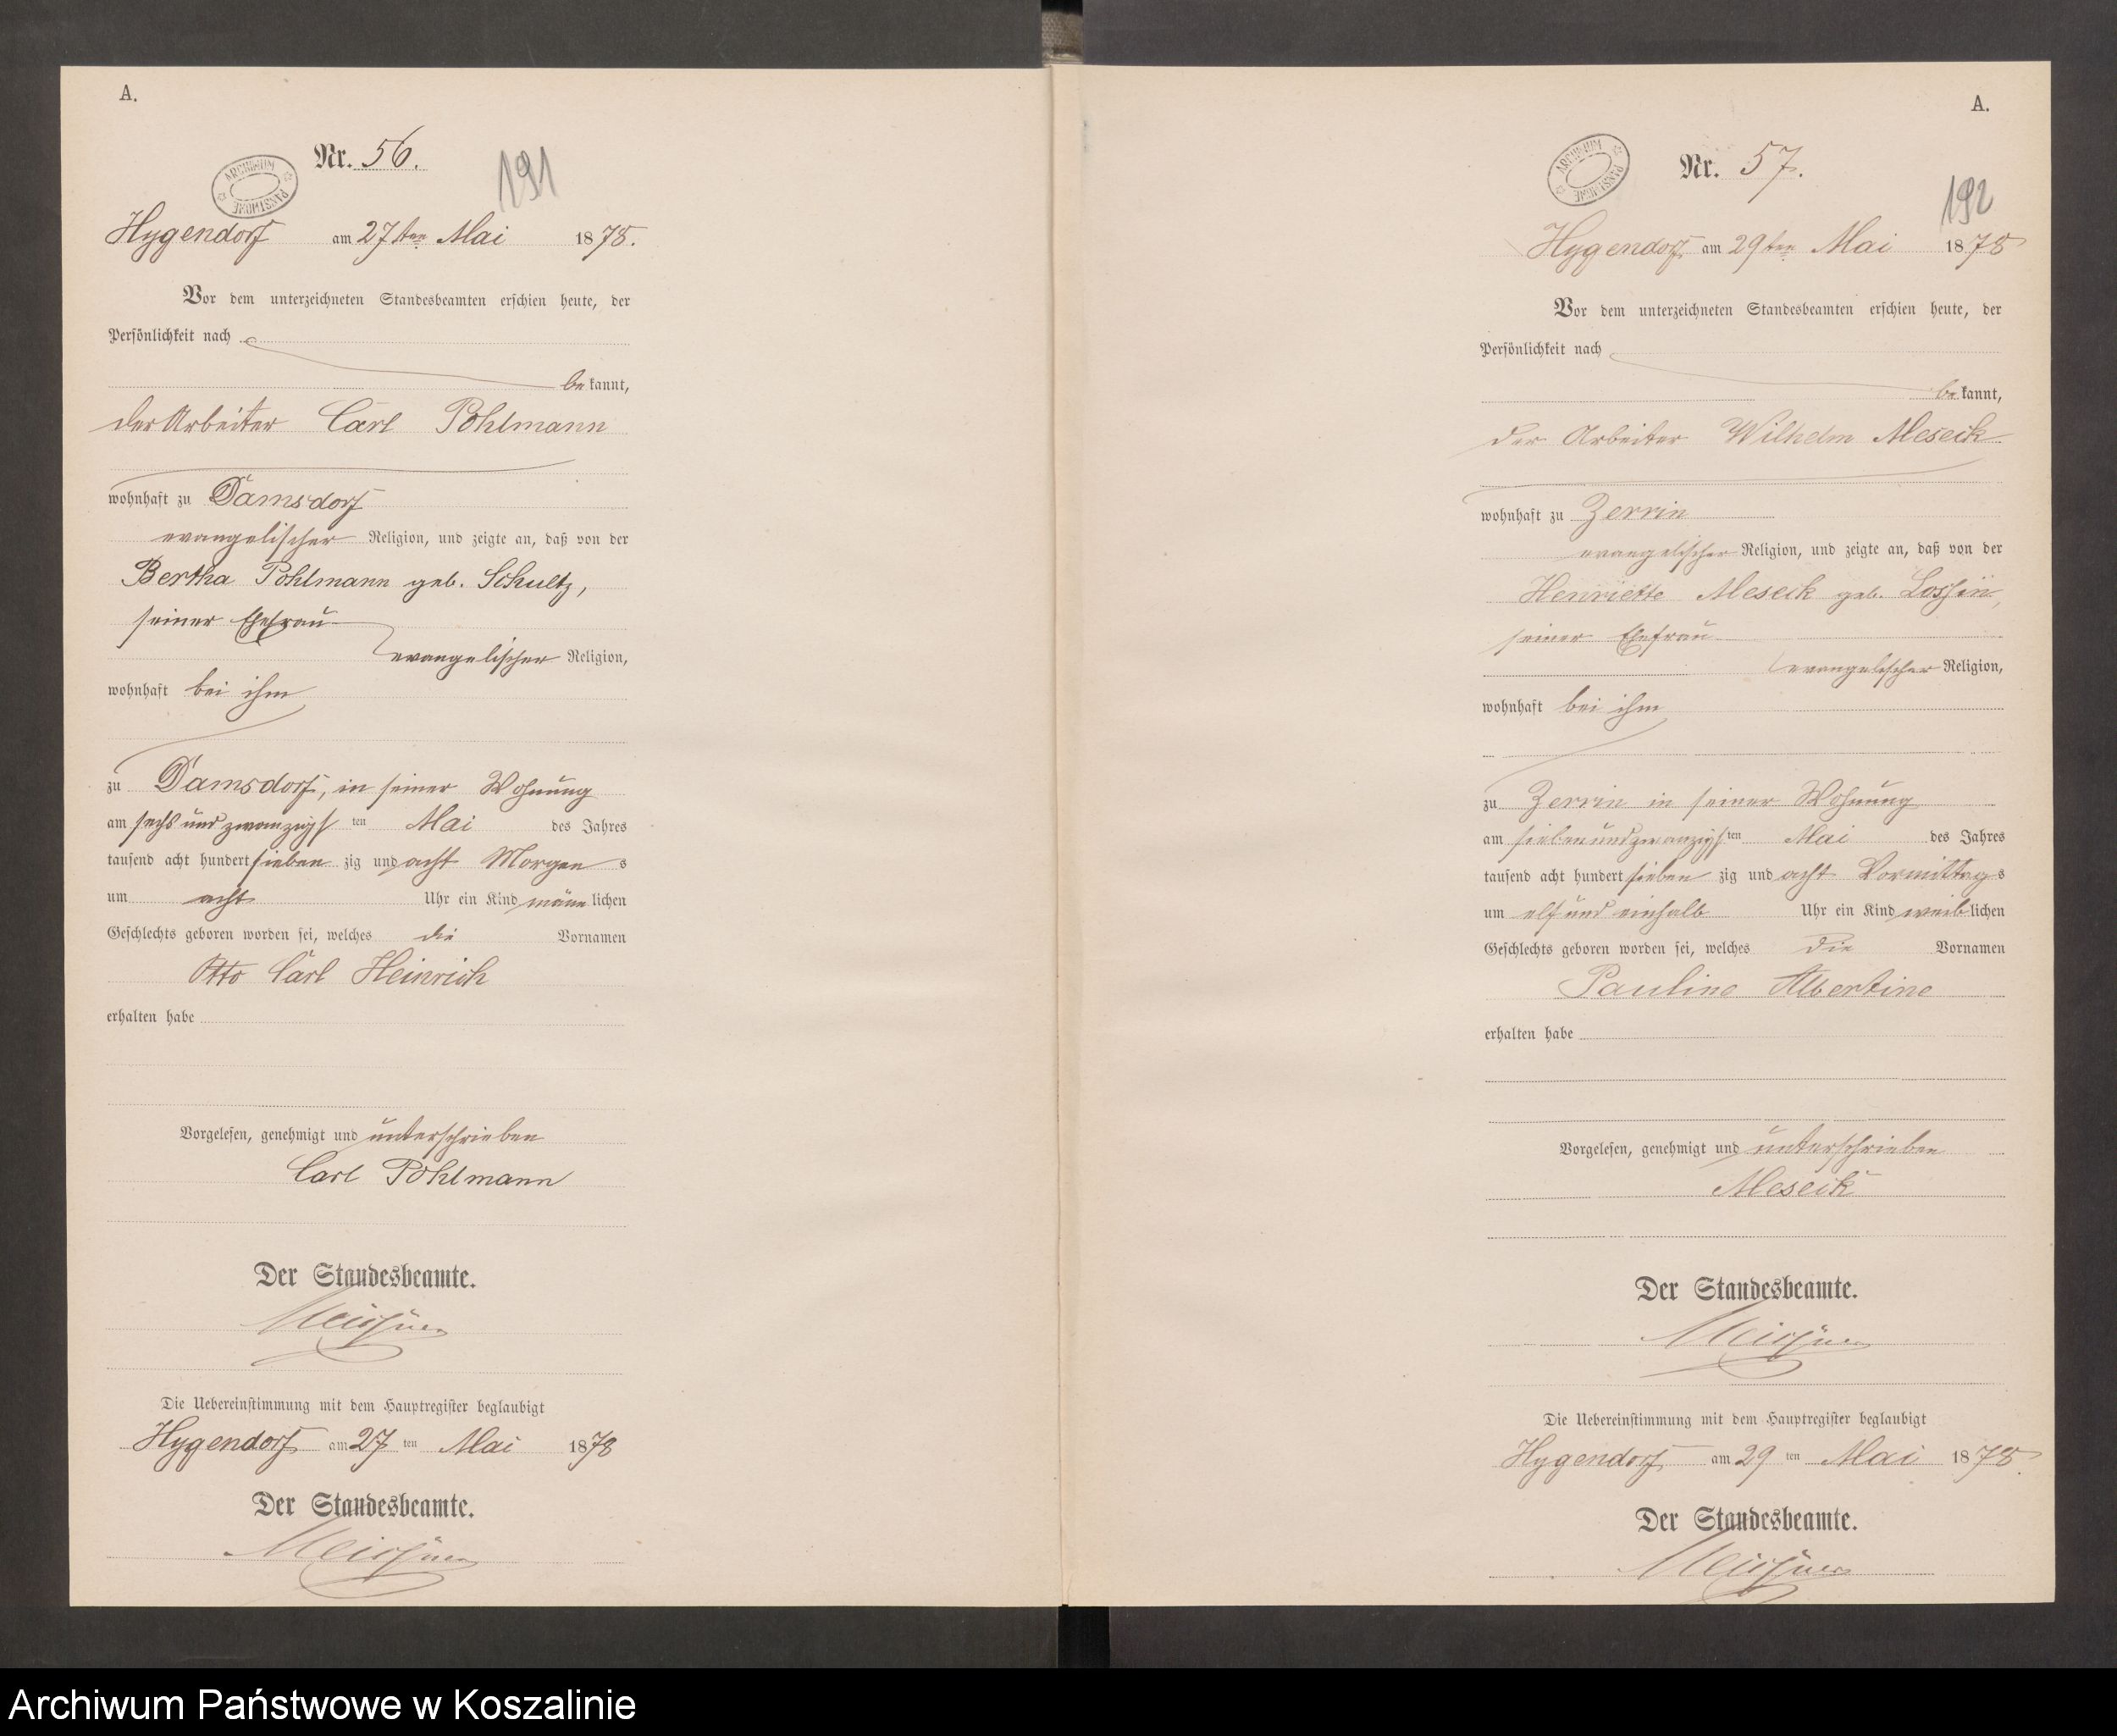 A.
Nr. 56.
ARCHIWUM PAŃSTWOWE
191
Hygendorf am 27ten Mai 1878.
Vor dem unterzeichneten Standesbeamten erschien heute, der
Persönlichkeit nach
bekannt,
der Arbeiter Carl Pohlmann
wohnhaft zu Damsdorf
evangelischer Religion, und zeigte an, daß von der
Bertha Pohlmann geb. Schultz,
seiner Ehefrau
evangelischer Religion,
wohnhaft bei ihm
zu Damsdorf, in seiner Wohnung
am sechs und zwanzigsten Mai des Jahres
tausend acht hundert siebenzig und acht Morgens
um acht Uhr ein Kind männlichen
Geschlechts geboren worden sei, welches die Vornamen
Otto Carl Heinrich
erhalten habe
Vorgelesen, genehmigt und unterschrieben
Carl Pohlmann
Der Standesbeamte.
Die Uebereinstimmung mit dem Hauptregister beglaubigt
Hygendorf am 27ten Mai 1878
Der Standesbeamte.
A.
Nr. 57.
ARCHIWUM PAŃSTWOWE
192
Hygendorf am 29ten Mai 1878
Vor dem unterzeichneten Standesbeamten erschien heute, der
Persönlichkeit nach
bekannt,
der Arbeiter Wilhelm Meseck
wohnhaft zu Zerrin
evangelischer Religion, und zeigte an, daß von der
Henriette Meseck geb. Lossin,
seiner Ehefrau
evangelischer Religion,
wohnhaft bei ihm
zu Zerrin in seiner Wohnung
am siebenundzwanzigsten Mai des Jahres
tausend acht hundert siebenzig und acht Vormittags
um elf und einhalb Uhr ein Kind weiblichen
Geschlechts geboren worden sei, welches die Vornamen
Pauline Albertine
erhalten habe
Vorgelesen, genehmigt und unterschrieben
Meseck
Der Standesbeamte.
Die Uebereinstimmung mit dem Hauptregister beglaubigt
Hygendorf am 29ten Mai 1878.
Der Standesbeamte.
Archiwum Państwowe w Koszalinie